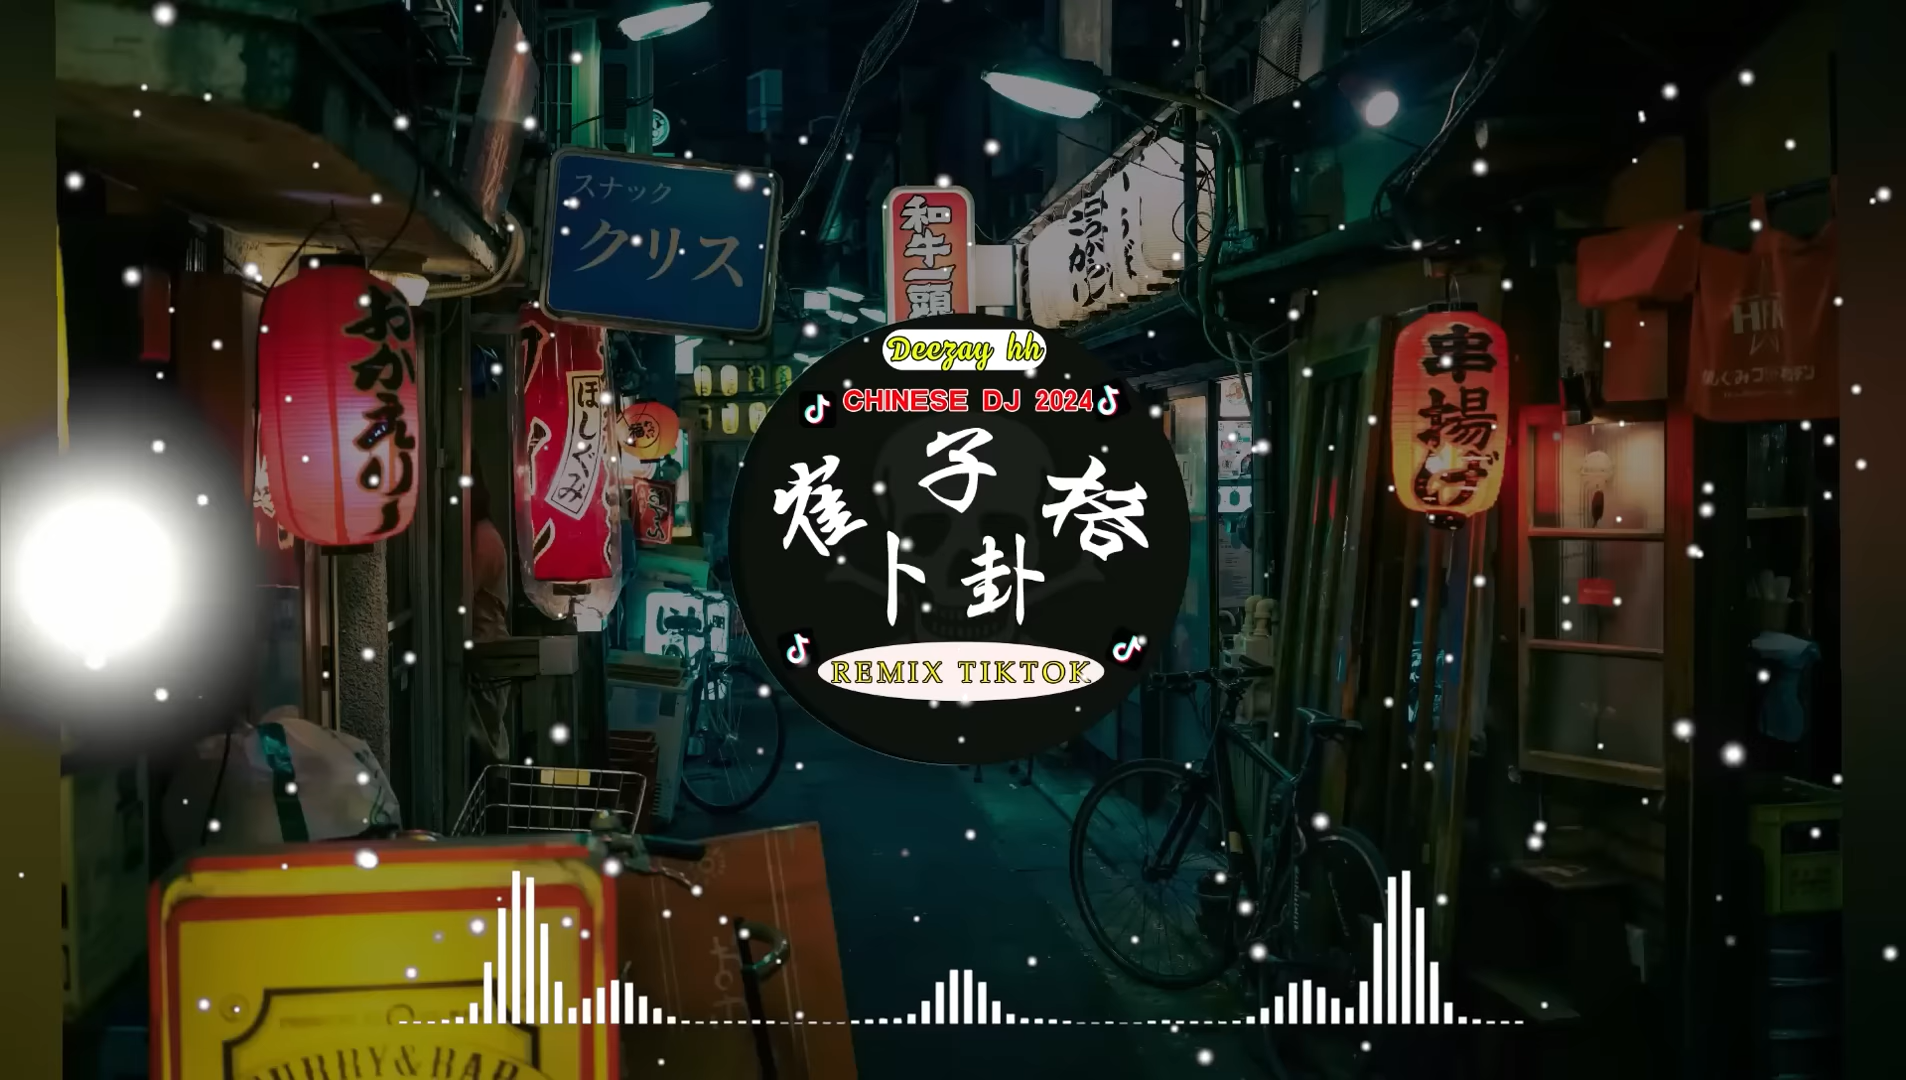 スナック
クリス
和牛一頭
おかえり
ほしぐみ
串揚げ
Deezay hh
CHINESE DJ 2024
崔子格
卜卦
REMIX TIKTOK